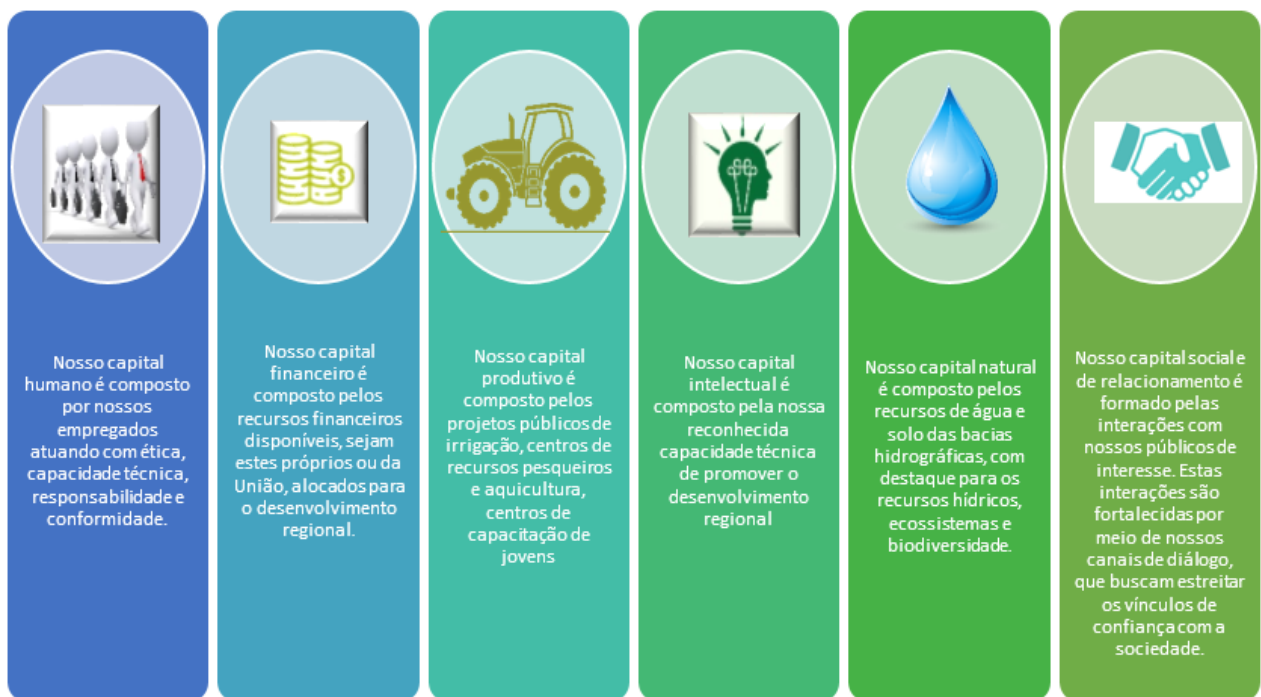 Nosso capital
humano é composto
por nossos
empregados
atuando com ética,
capacidade técnica,
responsabilidade e
conformidade.
Nosso capital
financeiro é
composto pelos
recursos financeiros
disponíveis, sejam
estes próprios ou da
União, alocados para
o desenvolvimento
regional.
Nosso capital
produtivo é
composto pelos
projetos públicos de
irrigação, centros de
recursos pesqueiros
e aquicultura,
centros de
capacitação de
jovens
Nosso capital
intelectual é
composto pela nossa
reconhecida
capacidade técnica
de promover o
desenvolvimento
regional
Nosso capital natural
é composto pelos
recursos de água e
solo das bacias
hidrográficas, com
destaque para os
recursos hídricos,
ecossistemas e
biodiversidade.
Nosso capital social e
de relacionamento é
formado pelas
interações com
nossos públicos de
interesse. Estas
interações são
fortalecidas por
meio de nossos
canais de diálogo,
que buscam estreitar
os vínculos de
confiança com a
sociedade.